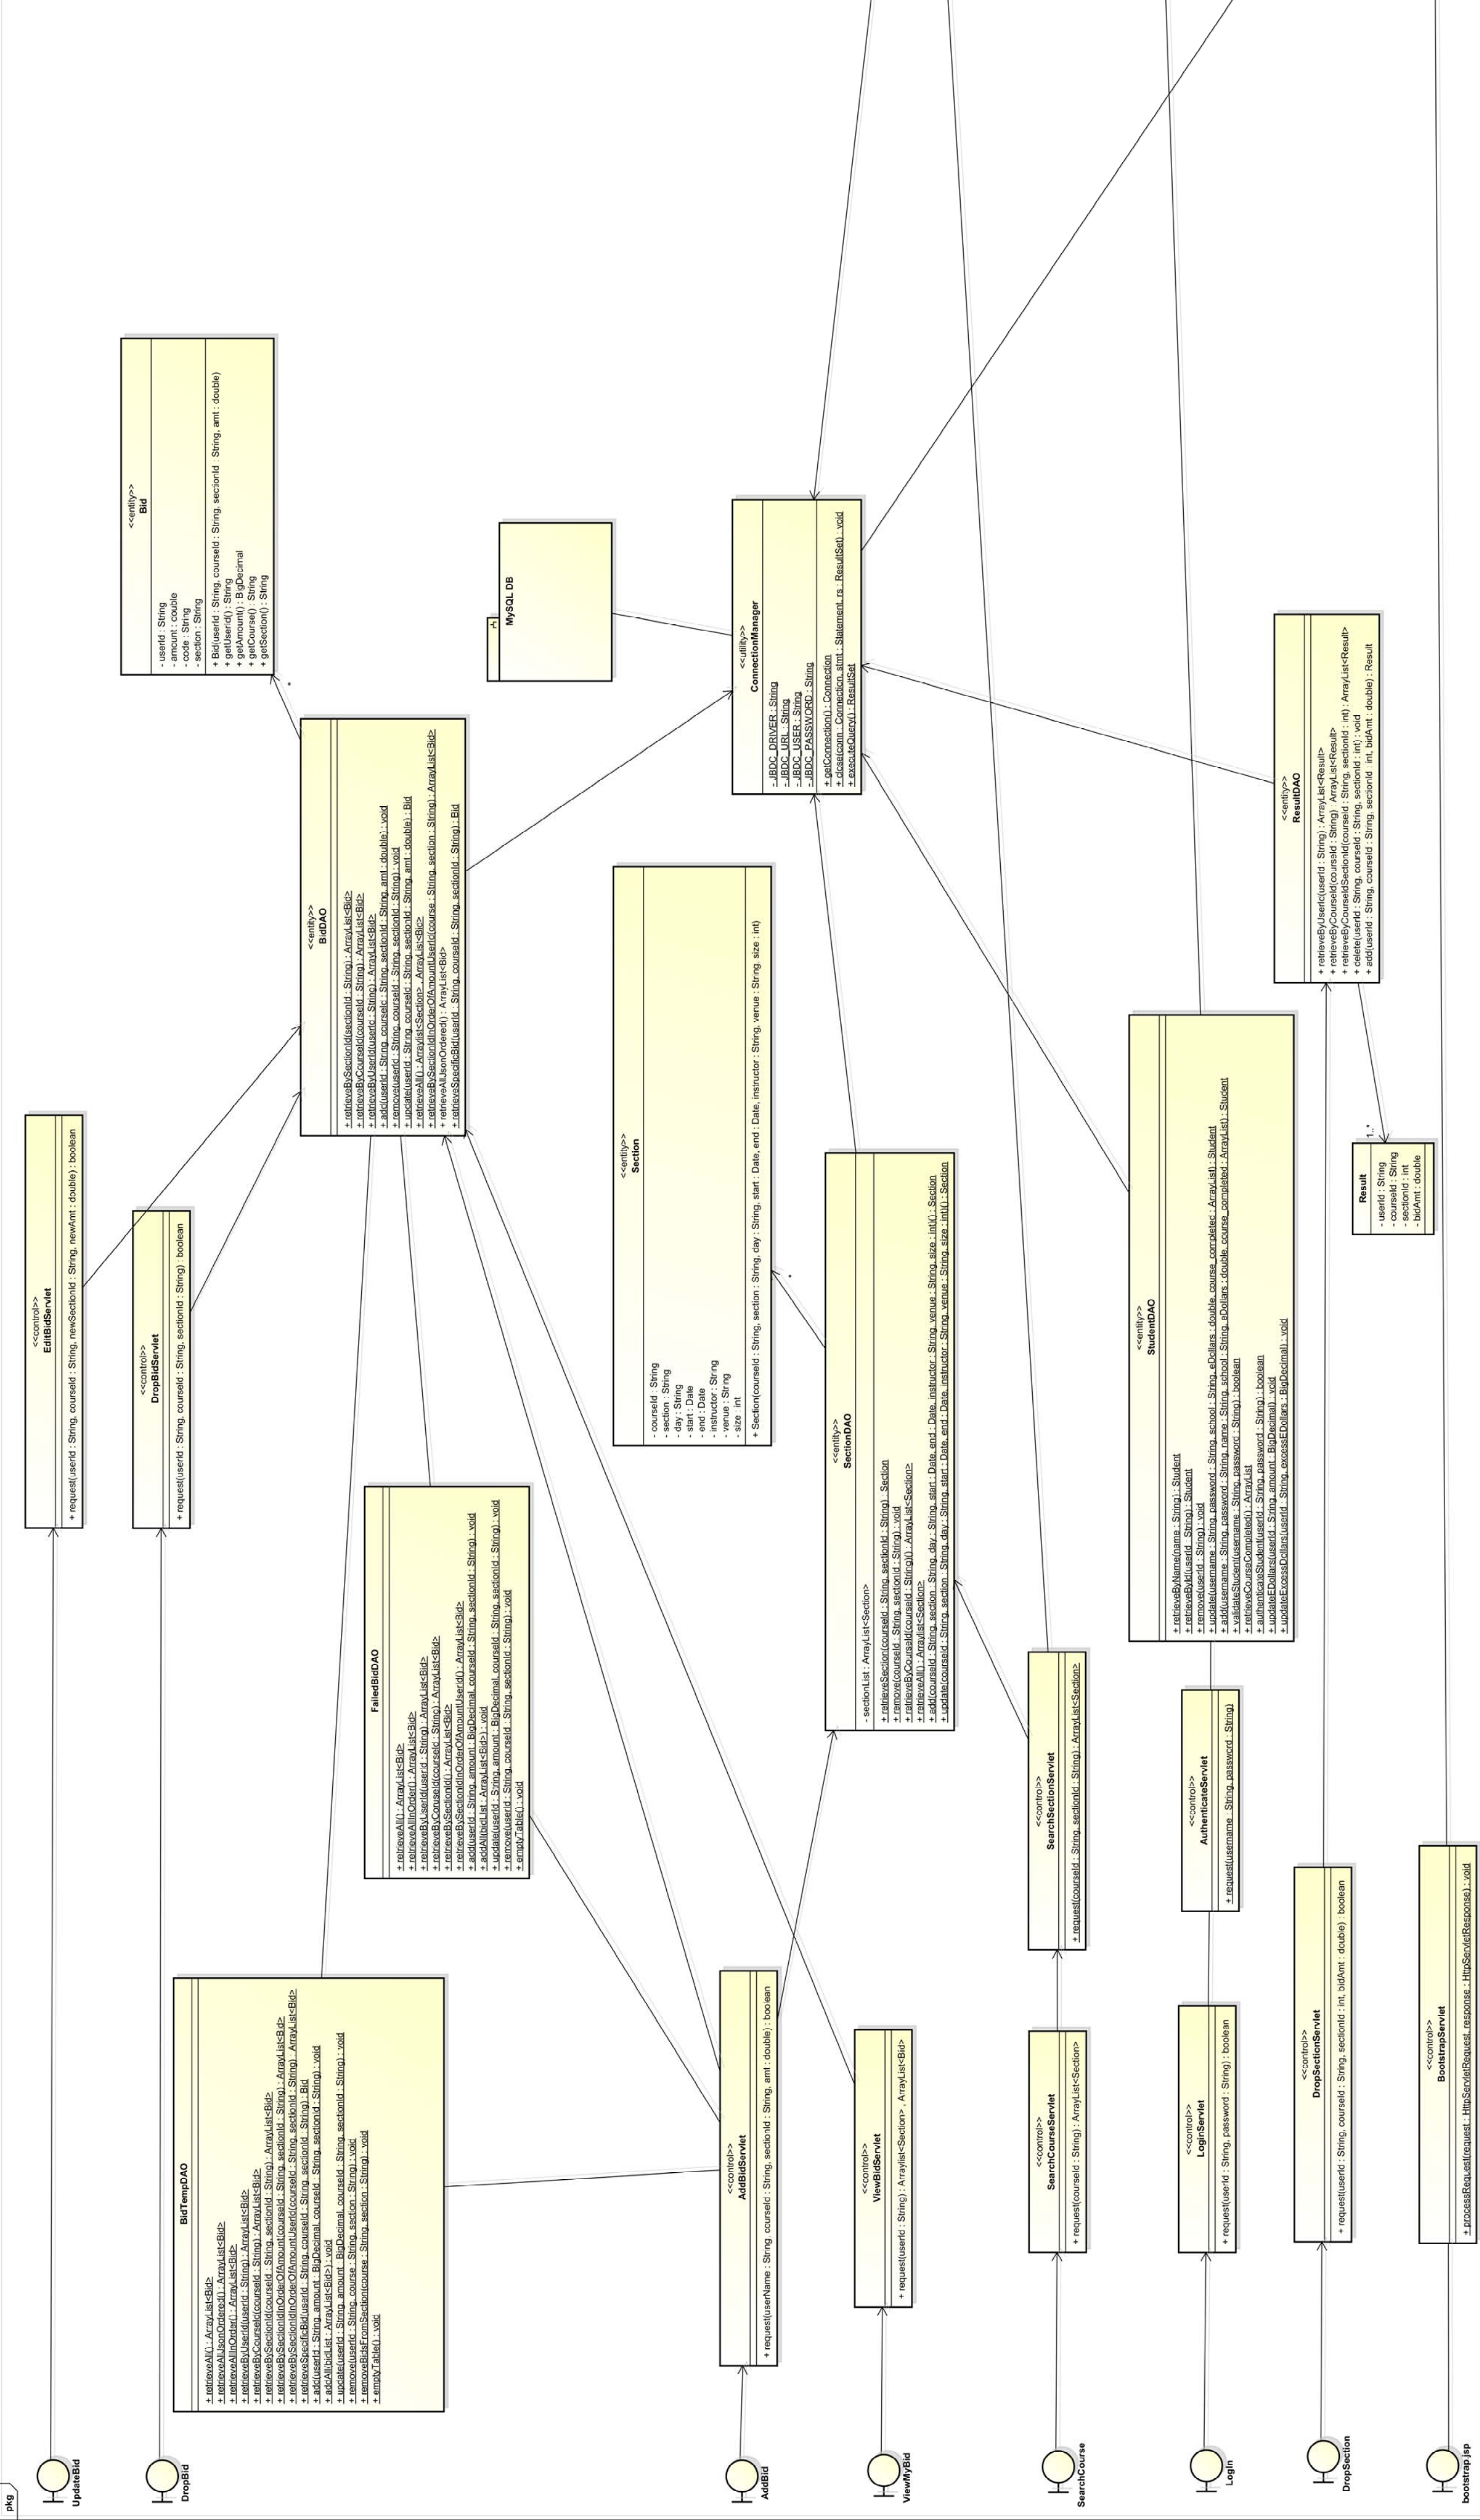 pkg
UpdateBid
<<control>>
EditBidServlet
+ request(userId : String, courseId : String, newSectionId : String, newAmt : double) : boolean
DropBid
<<control>>
DropBidServlet
+ request(userId : String, courseId : String, sectionId : String) : boolean
<<entity>>
Bid
- userId : String
- amount : double
- code : String
- section : String
+ Bid(userId : String, courseId : String, sectionId : String, amt : double)
+ getUserid() : String
+ getAmount() : BigDecimal
+ getCourse() : String
+ getSection() : String
BidTempDAO
+ retrieveAll() : ArrayList<Bid>
+ retrieveAllJsonOrdered() : ArrayList<Bid>
+ retrieveAllInOrder() : ArrayList<Bid>
+ retrieveByUserId(userId : String) : ArrayList<Bid>
+ retrieveByCourseId(courseId : String) : ArrayList<Bid>
+ retrieveBySectionId(courseId : String, sectionId : String) : ArrayList<Bid>
+ retrieveBySectionIdInOrderOfAmount(courseId : String, sectionId : String) : ArrayList<Bid>
+ retrieveBySectionIdInOrderOfAmountUserId(courseId : String, sectionId : String) : ArrayList<Bid>
+ retrieveSpecificBid(userId : String, courseId : String, sectionId : String) : Bid
+ add(userId : String, amount : BigDecimal, courseId : String, sectionId : String) : void
+ addAll(bidList : ArrayList<Bid>) : void
+ update(userId : String, amount : BigDecimal, courseId : String, sectionId : String) : void
+ remove(userId : String, course : String, section : String) : void
+ removeBidsFromSection(course : String, section : String) : void
+ emptyTable() : void
<<entity>>
BidDAO
+ retrieveBySectionId(sectionId : String) : ArrayList<Bid>
+ retrieveByCourseId(courseId : String) : ArrayList<Bid>
+ retrieveByUserId(userId : String) : ArrayList<Bid>
+ add(userId : String, courseId : String, sectionId : String, amt : double) : void
+ remove(userId : String, courseId : String, sectionId : String) : void
+ update(userId : String, courseId : String, sectionId : String, amt : double) : Bid
+ retrieveAll() : Arraylist<Section> , ArrayList<Bid>
+ retrieveBySectionIdInOrderOfAmountUserId(course : String, section : String) : ArrayList<Bid>
+ retrieveAllJsonOrdered() : ArrayList<Bid>
+ retrieveSpecificBid(userId : String, courseId : String, sectionId : String) : Bid
*
FailedBidDAO
+ retrieveAll() : ArrayList<Bid>
+ retrieveAllInOrder() : ArrayList<Bid>
+ retrieveByUserId(userid : String) : ArrayList<Bid>
+ retrieveByCoruseId(courseId : String) : ArrayList<Bid>
+ retrieveBySectionId() : ArrayList<Bid>
+ retrieveBySectionIdInOrderOfAmountUserid() : ArrayList<Bid>
+ add(userId : String, amount : BigDecimal, courseId : String, sectionId : String) : void
+ addAll(bidList : ArrayList<Bid>) : void
+ update(userId : String, amount : BigDecimal, courseId : String, sectionId : String) : void
+ remove(userId : String, courseId : String, sectionId : String) : void
+ emptyTable() : void
MySQL DB
<<entity>>
Section
- courseId : String
- section : String
- day : String
- start : Date
- end : Date
- instructor : String
- venue : String
- size : int
+ Section(courseId : String, section : String, day : String, start : Date, end : Date, instructor : String, venue : String, size : int)
AddBid
<<control>>
AddBidServlet
+ request(userName : String, courseId : String, sectionId : String, amt : double) : boolean
<<utility>>
ConnectionManager
- JBDC_DRIVER : String
- JBDC_URL : String
- JBDC_USER : String
- JBDC_PASSWORD : String
+ getConnection() : Connection
+ close(conn : Connection, stmt : Statement, rs : ResultSet) : void
+ executeQuery() : ResultSet
*
ViewMyBid
<<control>>
ViewBidServlet
+ request(userId : String) : Arraylist<Section> , ArrayList<Bid>
<<entity>>
SectionDAO
- sectionList : ArrayList<Section>
+ retrieveSection(courseId : String, sectionId : String) : Section
+ remove(courseId : String, sectionId : String) : void
+ retrieveByCourseId(courseId : String)() : ArrayList<Section>
+ retrieveAll() : Arraylist<Section>
+ add(courseId : String, section : String, day : String, start : Date, end : Date, instructor : String, venue : String, size : int)() : Section
+ update(courseId : String, section : String, day : String, start : Date, end : Date, instructor : String, venue : String, size : int)() : Section
SearchCourse
<<control>>
SearchCourseServlet
+ request(courseId : String) : ArrayList<Section>
<<control>>
SearchSectionServlet
+ request(courseId : String, sectionId : String) : ArrayList<Section>
LogIn
<<control>>
LoginServlet
+ request(userId : String, password : String) : boolean
<<control>>
AuthenticateServlet
+ request(username : String, password : String)
<<entity>>
StudentDAO
+ retrieveByName(name : String) : Student
+ retrieveById(userId : String) : Student
+ remove(userId : String) : void
+ update(username : String, password : String, school : String, eDollars : double, course_completed : ArrayList) : Student
+ add(username : String, password : String, name : String, school : String, eDollars : double, course_completed : ArrayList) : Student
+ validateStudent(username : String, password : String) : boolean
+ retrieveCourseCompleted() : ArrayList
+ authenticateStudent(userId : String, password : String) : boolean
+ updateEDollars(userId : String, amount : BigDecimal) : void
+ updateExcessDollars(userId : String, excessEDollars : BigDecimal) : void
DropSection
<<control>>
DropSectionServlet
+ request(userId : String, courseId : String, sectionId : int, bidAmt : double) : boolean
<<entity>>
ResultDAO
+ retrieveByUserId(userId : String) : ArrayList<Result>
+ retrieveByCourseId(courseId : String) : ArrayList<Result>
+ retrieveByCourseIdSectionId(courseId : String, sectionId : int) : ArrayList<Result>
+ delete(userId : String, courseId : String, sectionId : int) : void
+ add(userId : String, courseId : String, sectionId : int, bidAmt : double) : Result
1..*
Result
- userId : String
- courseId : String
- sectionId : int
- bidAmt : double
bootstrap.jsp
<<control>>
BootstrapServlet
+ processRequest(request : HttpServletRequest, response : HttpServletResponse) : void